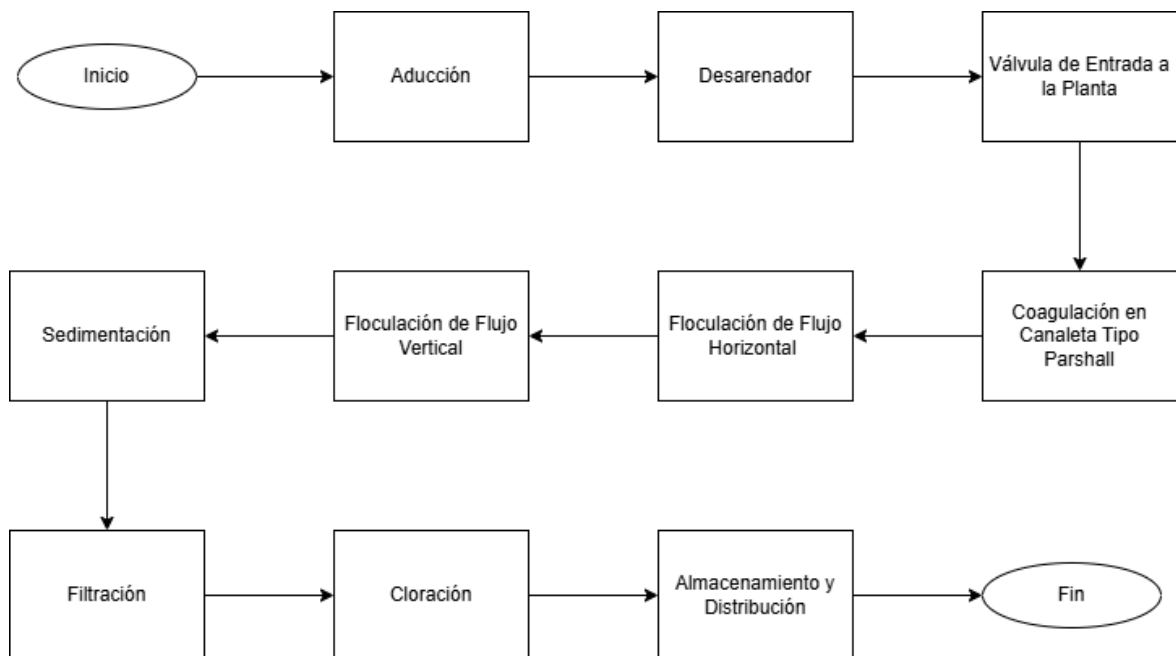 Inicio
Aducción
Desarenador
Válvula de Entrada a
la Planta
Coagulación en
Canaleta Tipo
Parshall
Floculación de Flujo
Horizontal
Floculación de Flujo
Vertical
Sedimentación
Filtración
Cloración
Almacenamiento y
Distribución
Fin